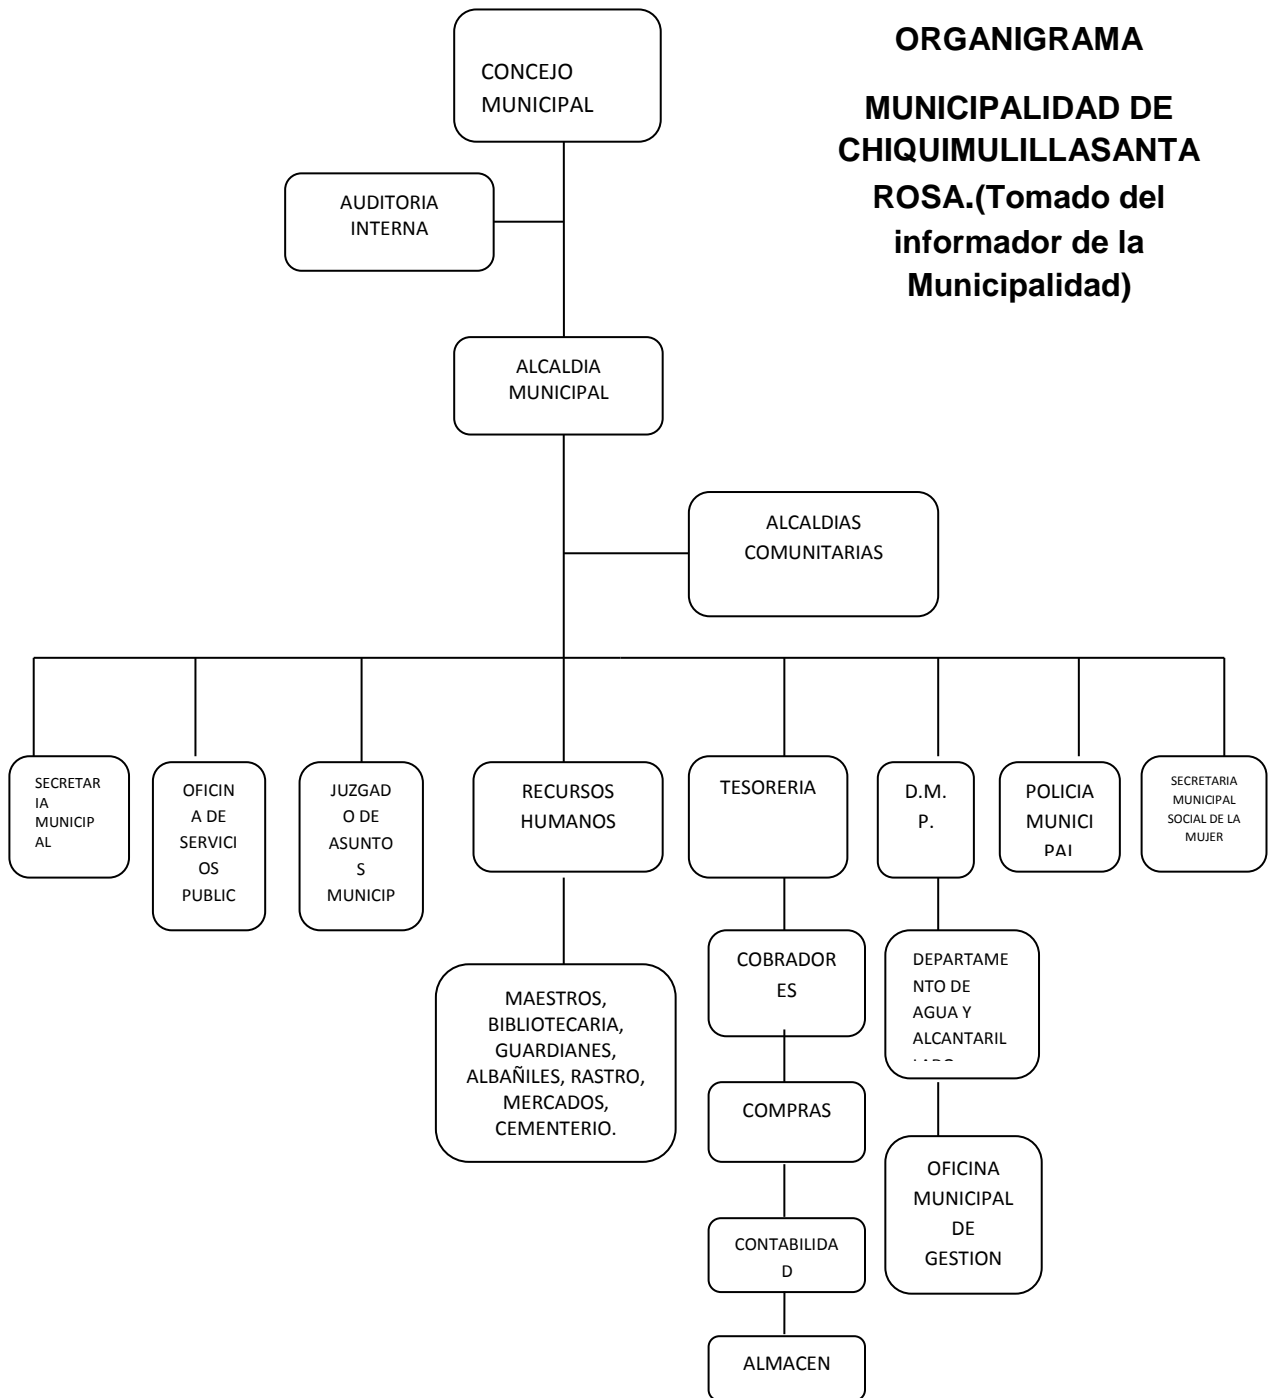 ORGANIGRAMA
MUNICIPALIDAD DE
CHIQUIMULILLASANTA
ROSA.(Tomado del
informador de la
Municipalidad)
CONCEJO
MUNICIPAL
AUDITORIA
INTERNA
ALCALDIA
MUNICIPAL
ALCALDIAS
COMUNITARIAS
SECRETAR
IA
MUNICIP
AL
OFICIN
A DE
SERVICI
OS
PUBLIC
JUZGAD
O DE
ASUNTO
S
MUNICIP
RECURSOS
HUMANOS
TESORERIA
D.M.
P.
POLICIA
MUNICI
PAL
SECRETARIA
MUNICIPAL
SOCIAL DE LA
MUJER
MAESTROS,
BIBLIOTECARIA,
GUARDIANES,
ALBAÑILES, RASTRO,
MERCADOS,
CEMENTERIO.
COBRADOR
ES
DEPARTAME
NTO DE
AGUA Y
ALCANTARIL
LADO
COMPRAS
OFICINA
MUNICIPAL
DE
GESTION
CONTABILIDA
D
ALMACEN